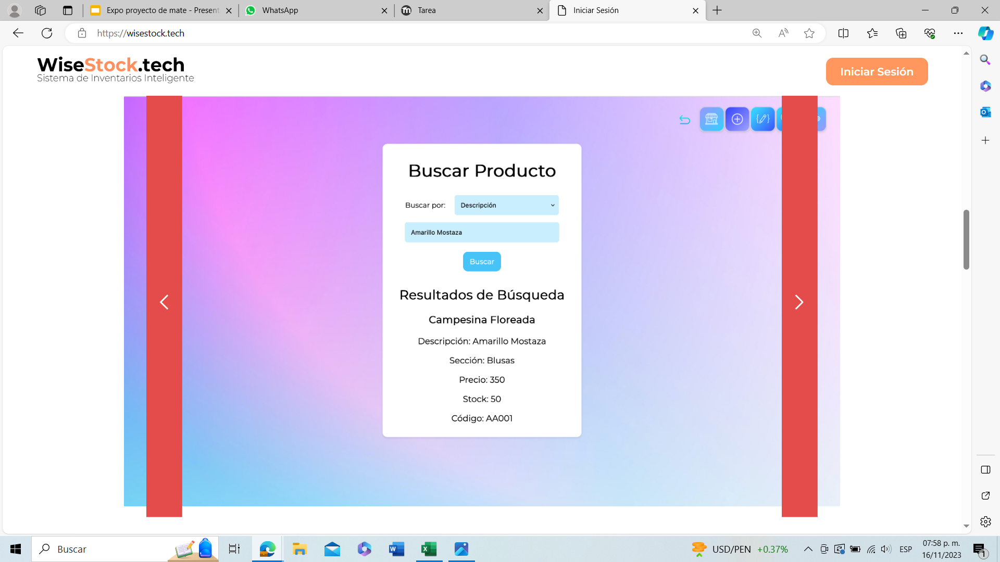 Expo proyecto de mate - Present
WhatsApp
Tarea
Iniciar Sesión
https://wisestock.tech
WiseStock.tech
Sistema de Inventarios Inteligente
Iniciar Sesión
Buscar Producto
Buscar por:
Descripción
Amarillo Mostaza
Buscar
Resultados de Búsqueda
Campesina Floreada
Descripción: Amarillo Mostaza
Sección: Blusas
Precio: 350
Stock: 50
Código: AA001
Buscar
USD/PEN +0.37%
ESP
07:58 p. m.
16/11/2023
1